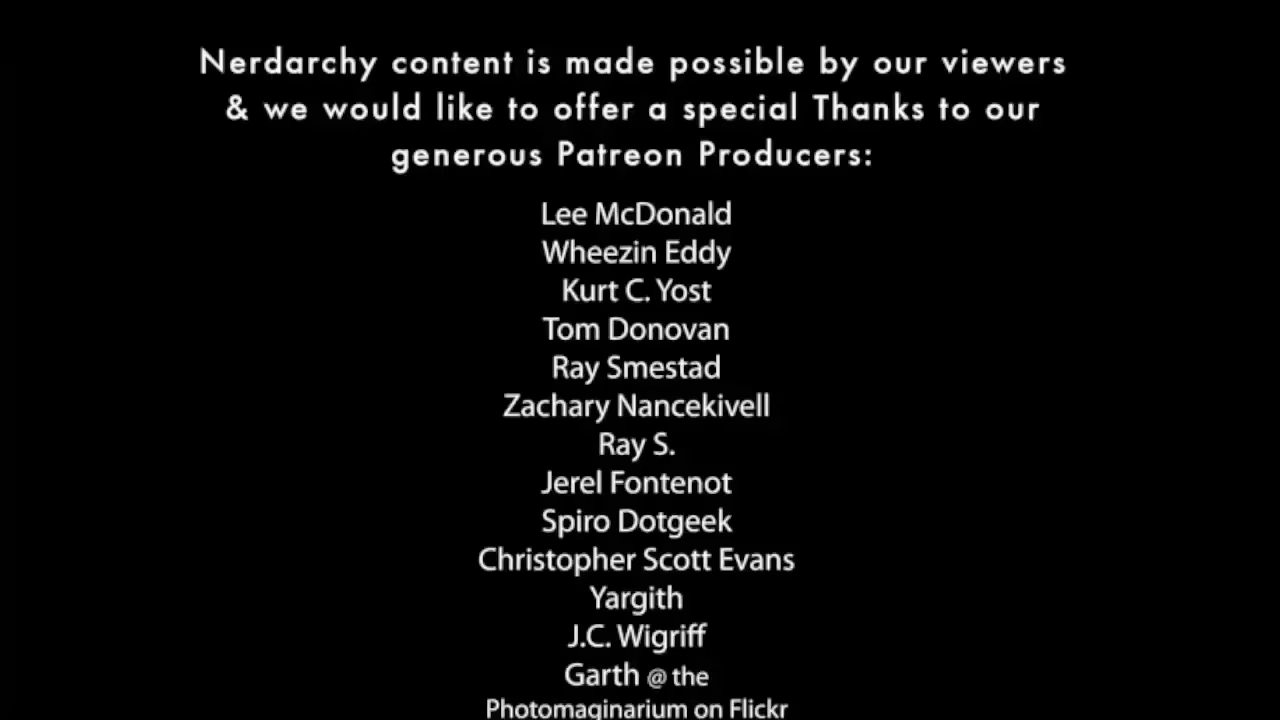 Nerdarchy content is made possible by our viewers
& we would like to offer a special Thanks to our
generous Patreon Producers:
Lee McDonald
Wheezin Eddy
Kurt C. Yost
Tom Donovan
Ray Smestad
Zachary Nancekivell
Ray S.
Jerel Fontenot
Spiro Dotgeek
Christopher Scott Evans
Yargith
J.C. Wigriff
Garth @ the
Photomaginarium on Flickr